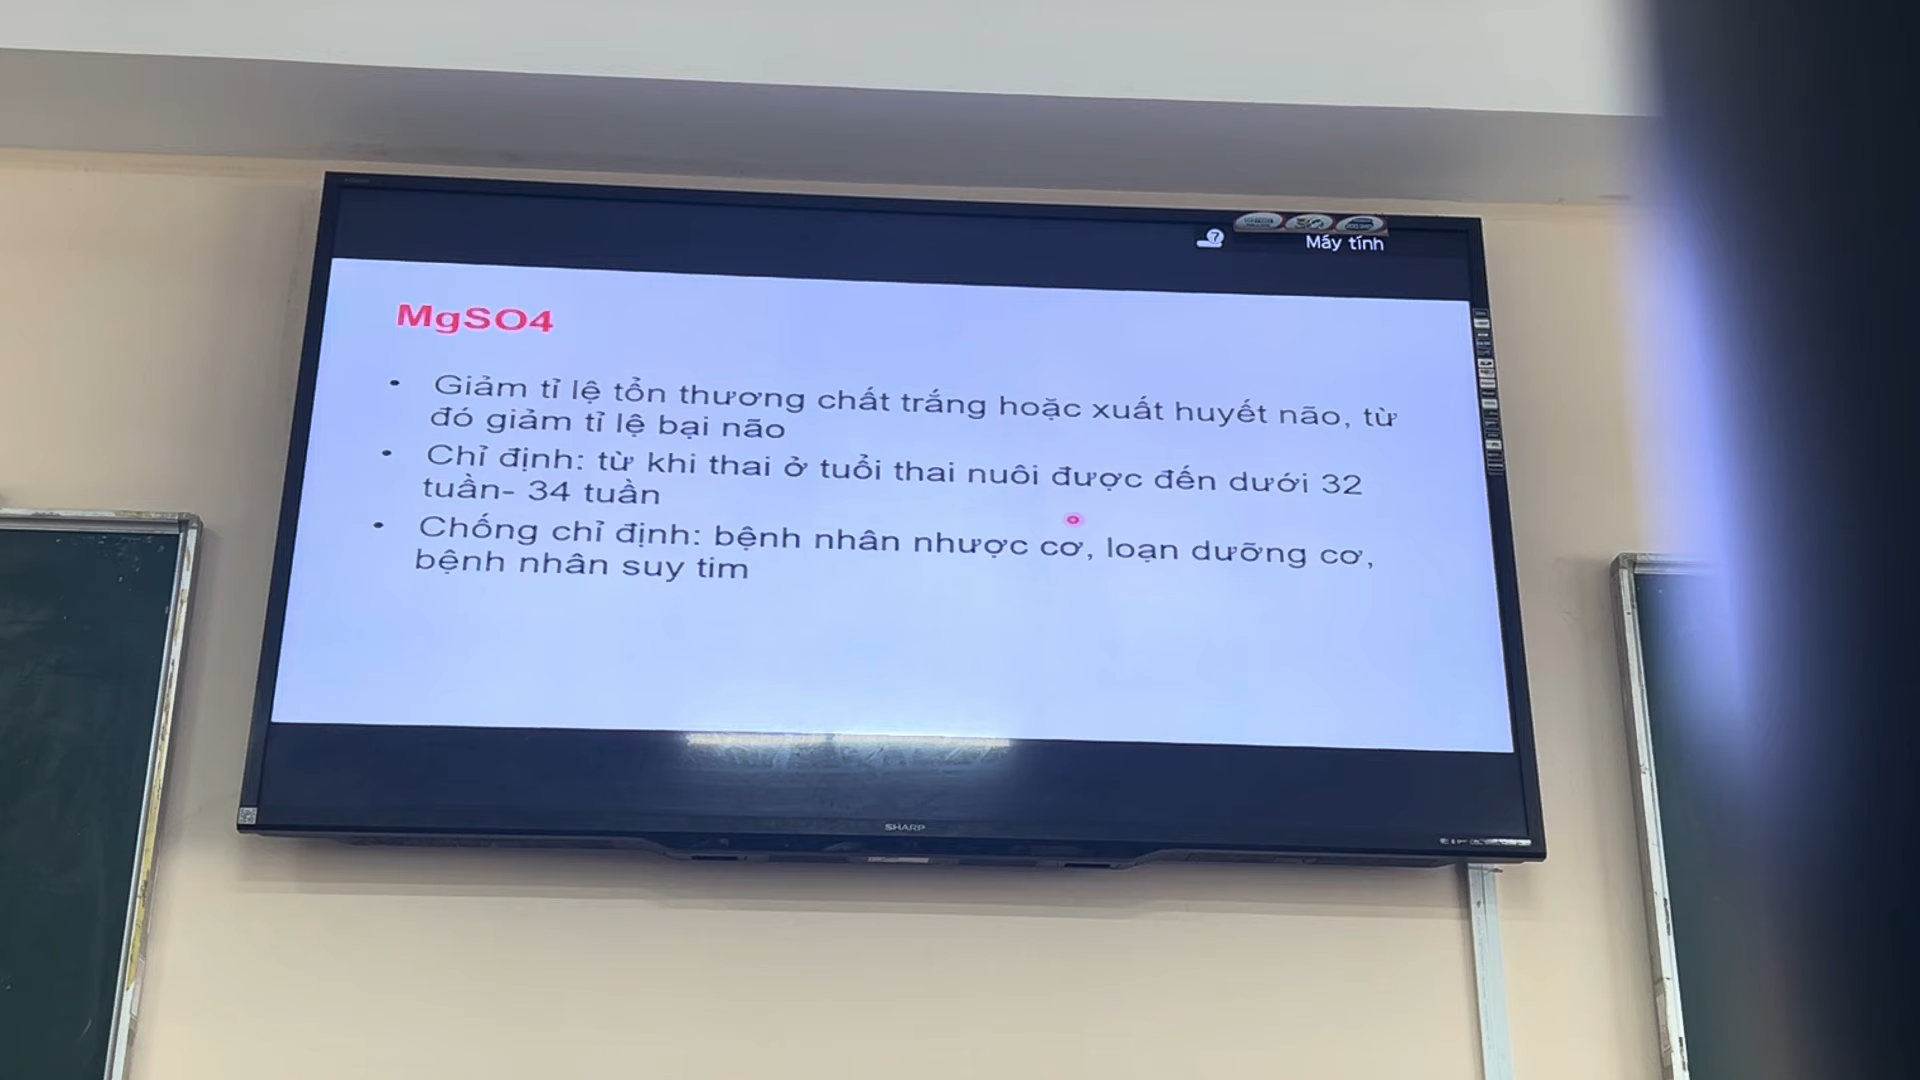 Máy tính
MgSO4
• Giảm tỉ lệ tổn thương chất trắng hoặc xuất huyết não, từ
đó giảm tỉ lệ bại não
• Chỉ định: từ khi thai ở tuổi thai nuôi được đến dưới 32
tuần- 34 tuần
• Chống chỉ định: bệnh nhân nhược cơ, loạn dưỡng cơ,
bệnh nhân suy tim
SHARP